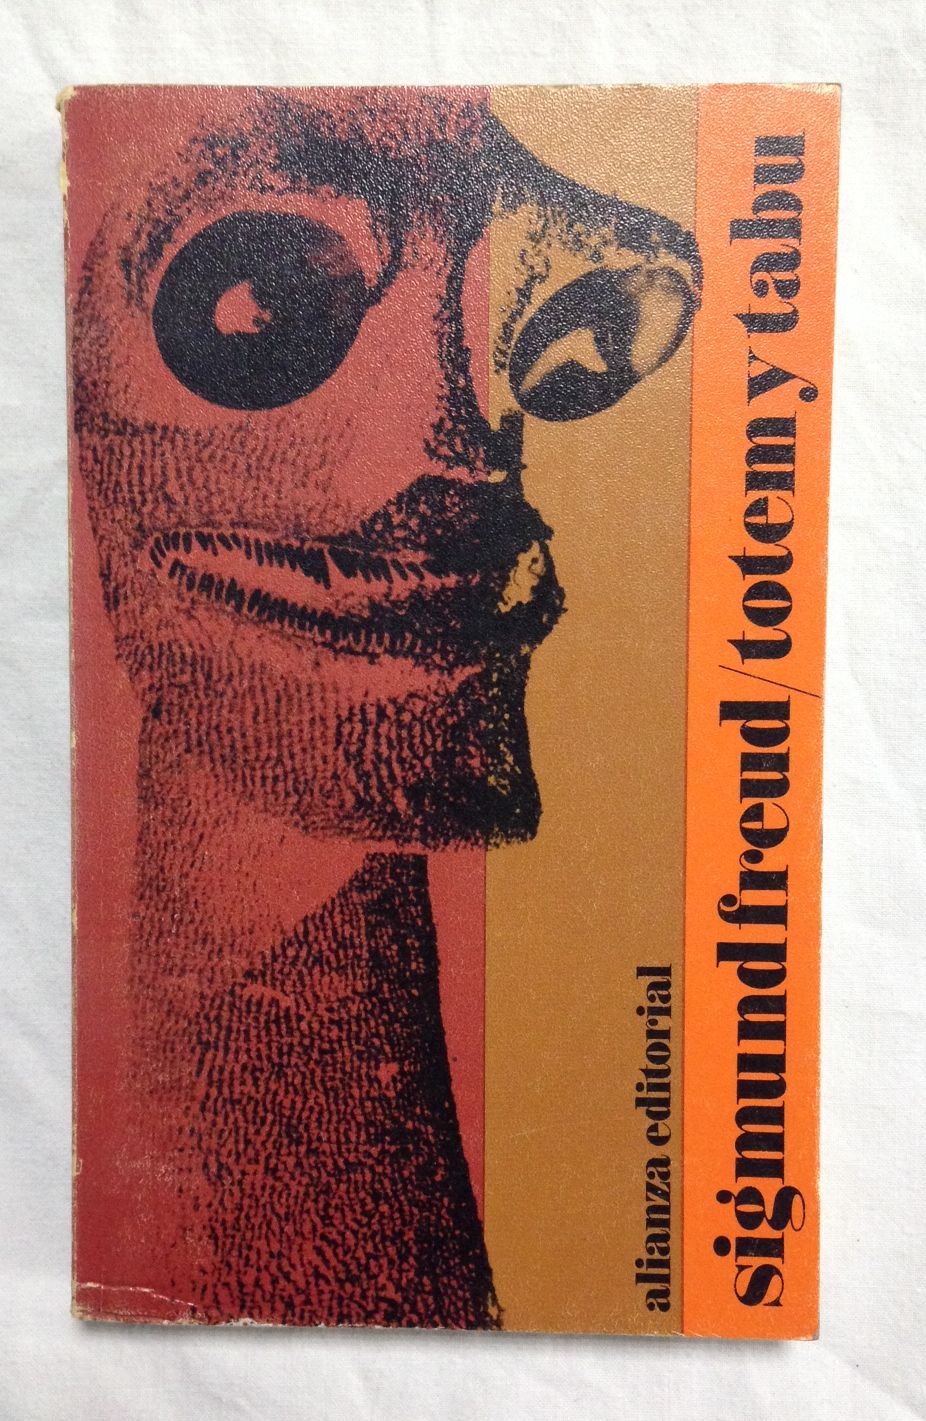 sigmund freud/totem y tabu
alianza editorial